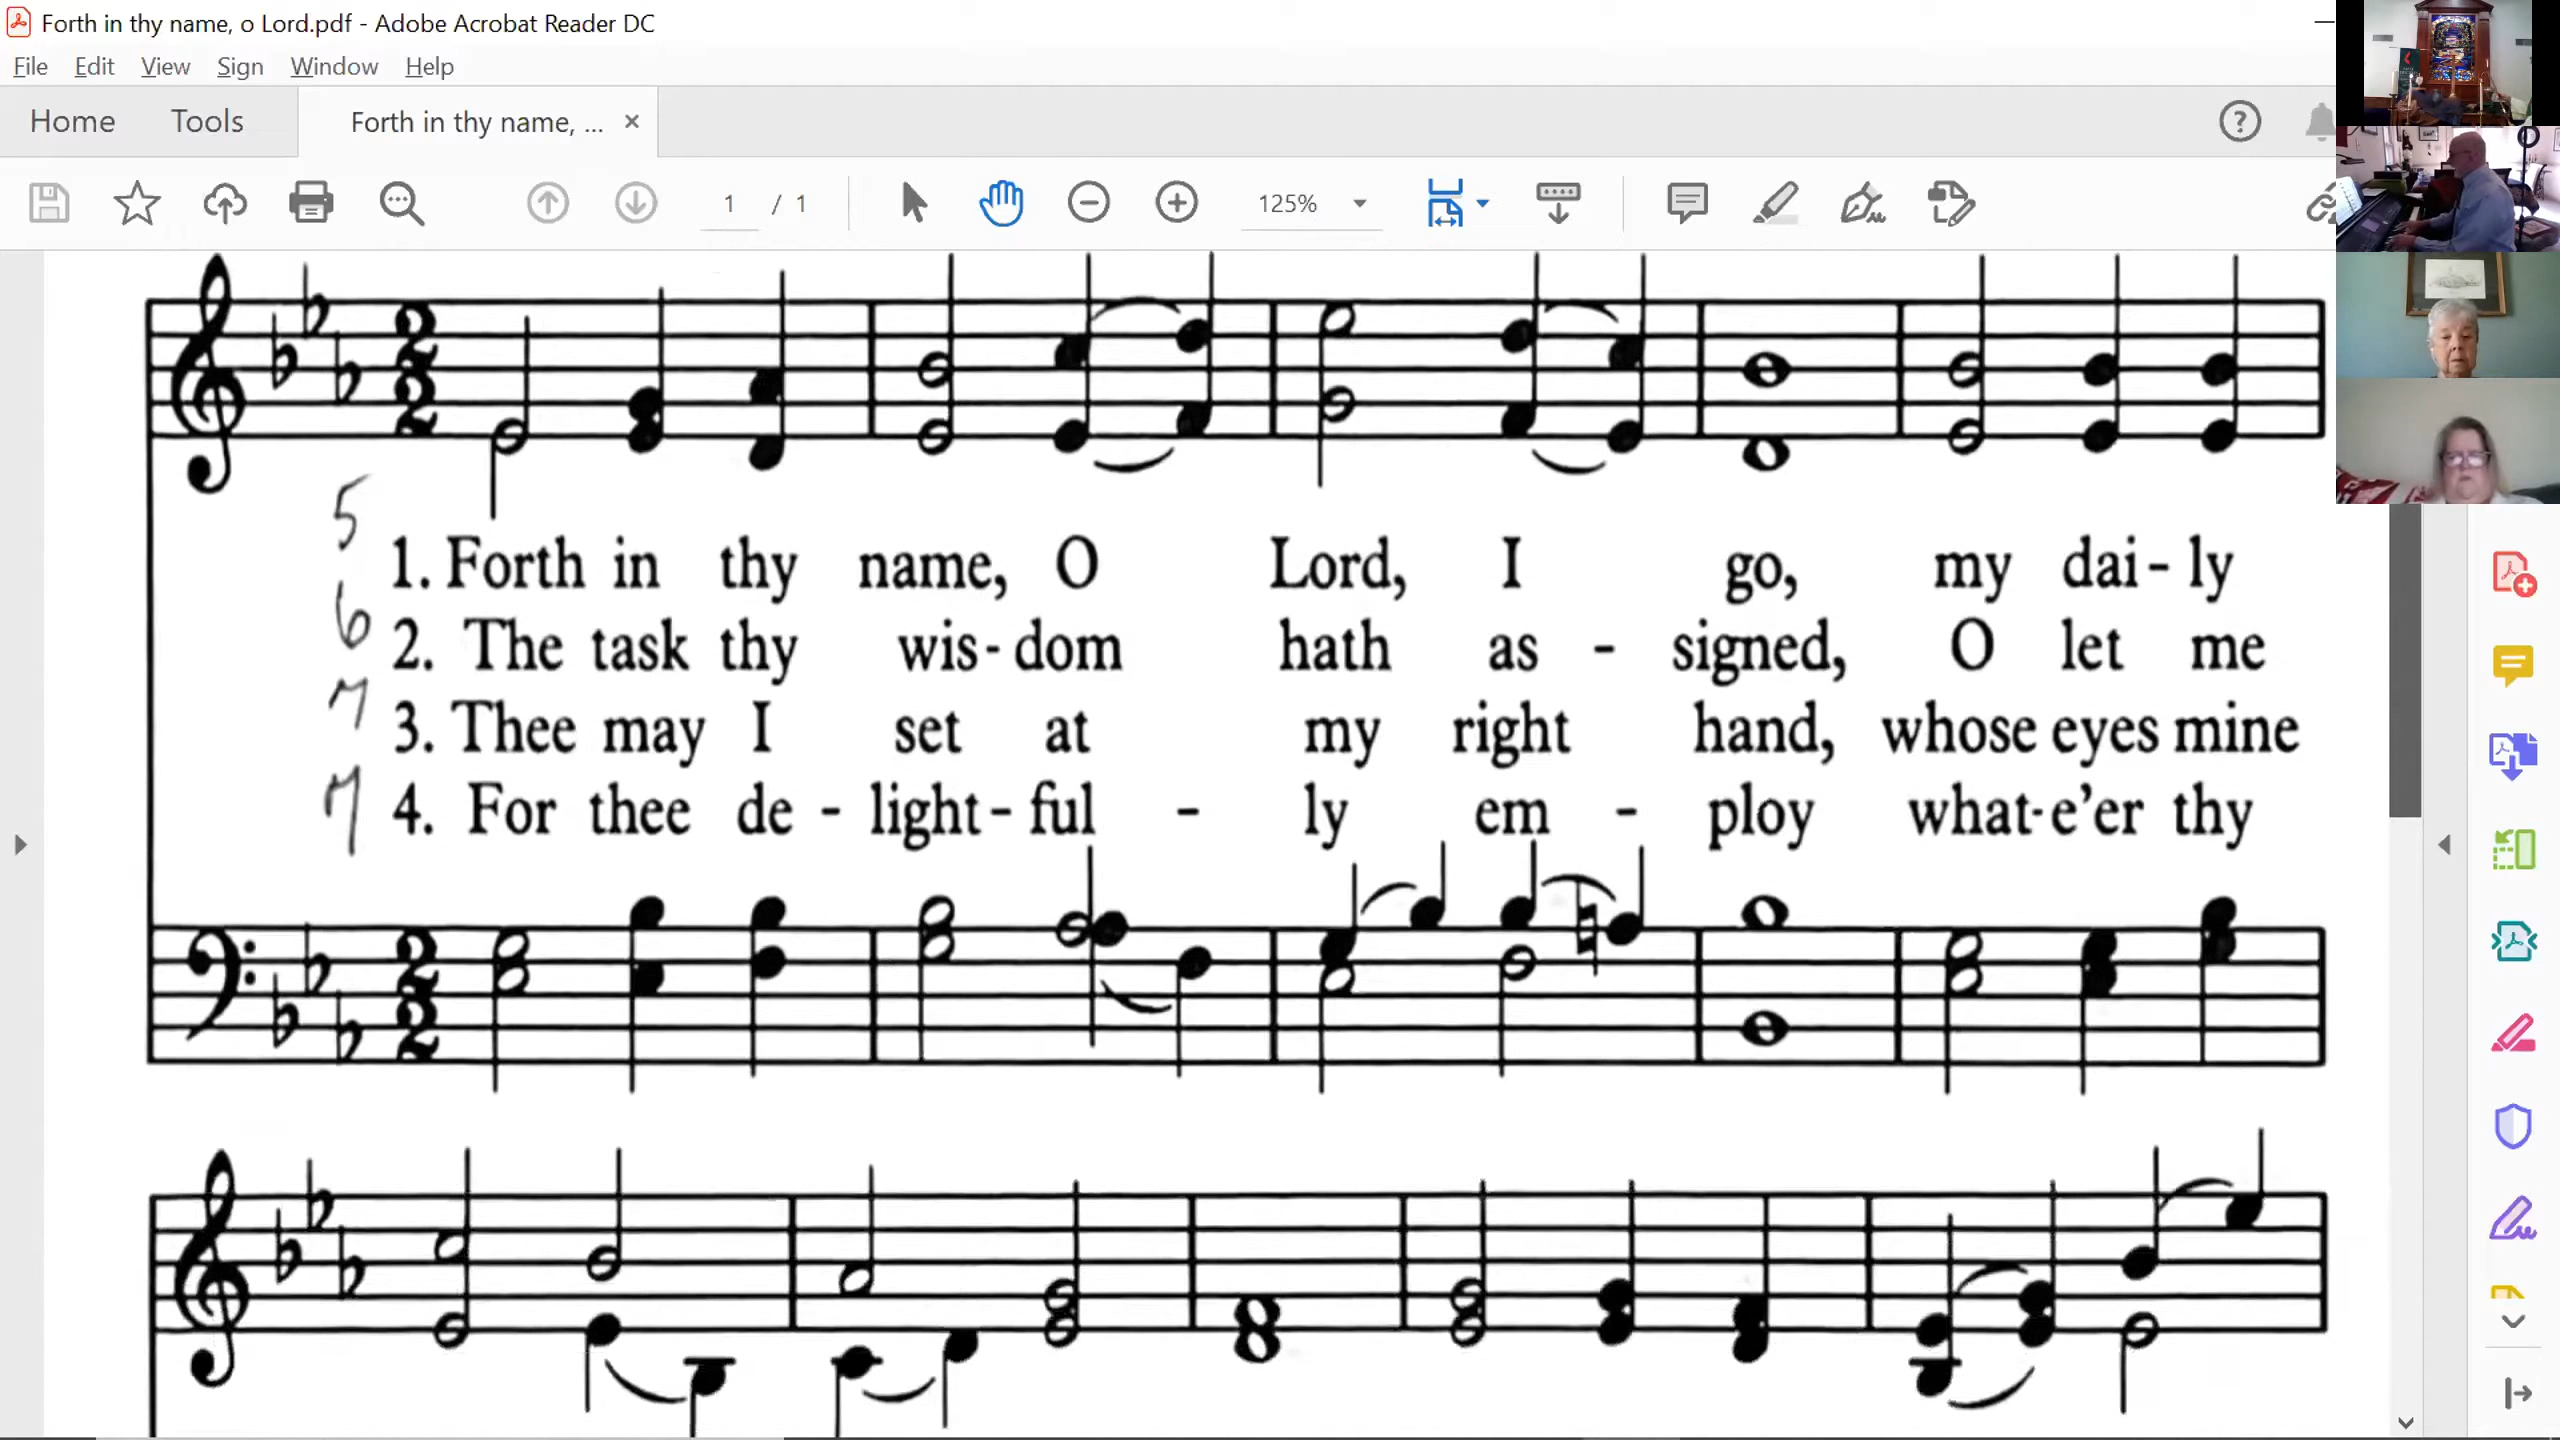 Forth in thy name, o Lord.pdf - Adobe Acrobat Reader DC
File Edit View Sign Window Help
Home Tools Forth in thy name, ... ×
1 / 1 125%
5
1. Forth in thy name, O Lord, I go, my dai-ly
6
2. The task thy wis-dom hath as - signed, O let me
7
3. Thee may I set at my right hand, whose eyes mine
7
4. For thee de - light - ful - ly em - ploy what-e'er thy